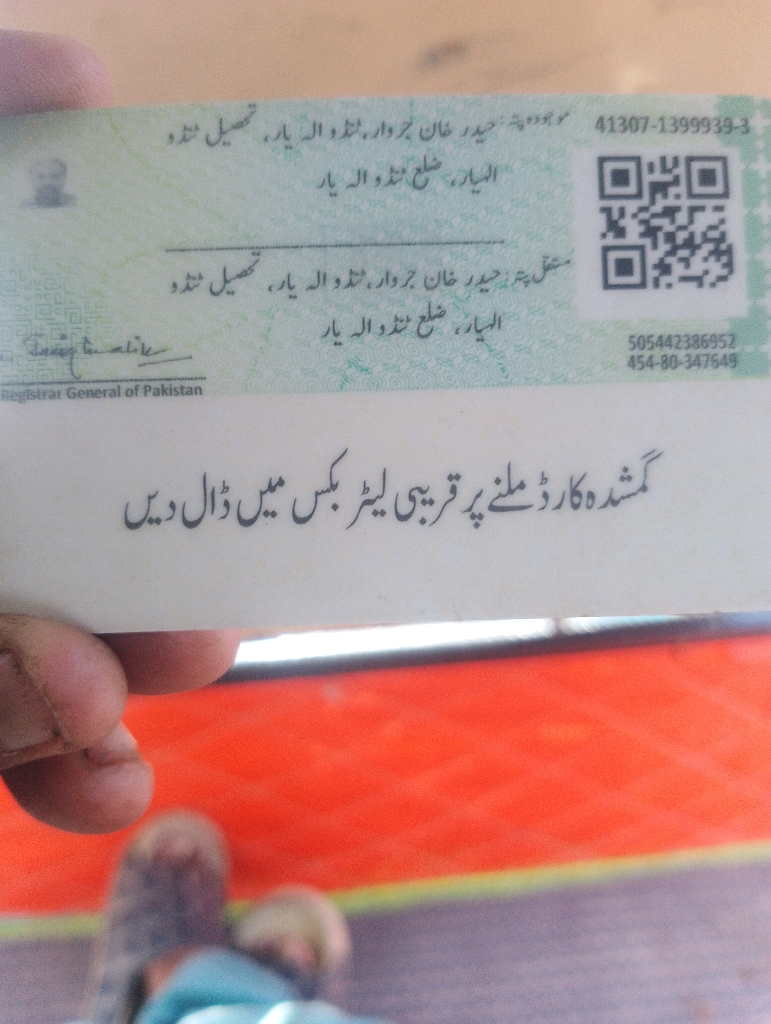 41307-1399939-3
موجودہ پتہ: حیدر خان جروار، ٹنڈو الہ یار، تحصیل ٹنڈو
الہیار، ضلع ٹنڈو الہ یار
مستقل پتہ: حیدر خان جروار، ٹنڈو الہ یار، تحصیل ٹنڈو
الہیار، ضلع ٹنڈو الہ یار
505442386952
454-80-347649
Registrar General of Pakistan
گمشدہ کارڈ ملنے پر قریبی لیٹر بکس میں ڈال دیں